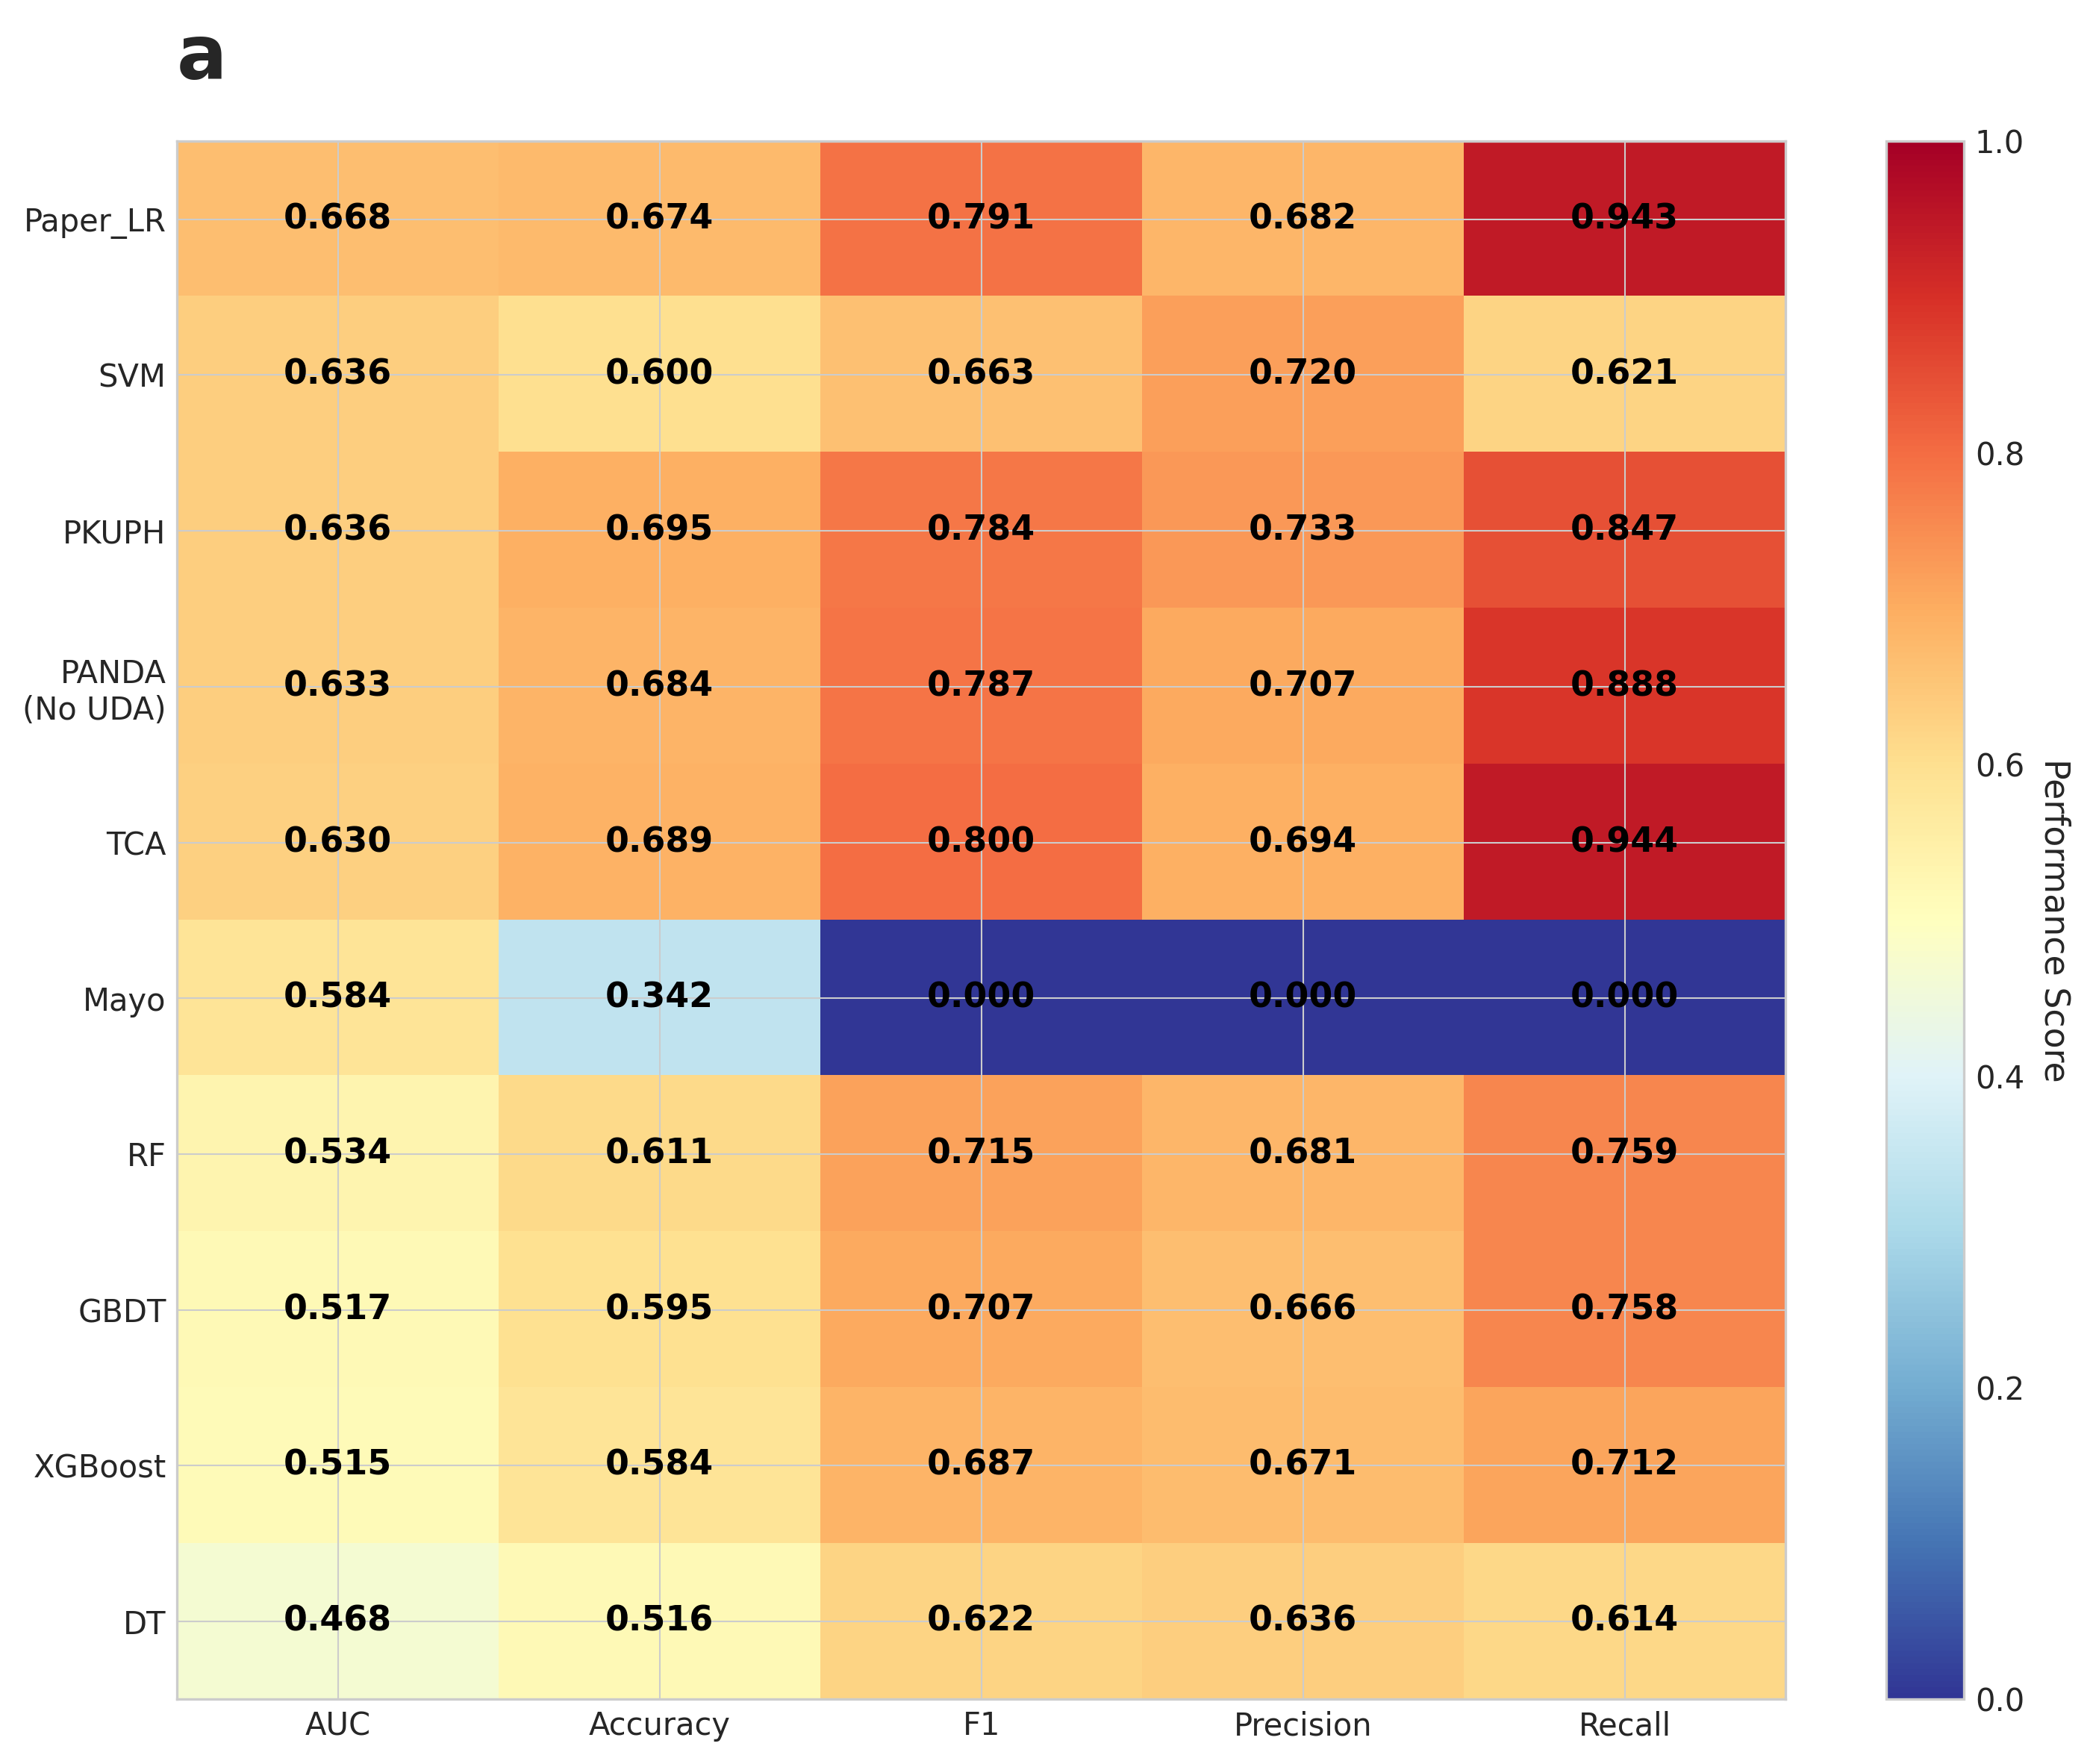 a
Paper_LR 0.668 0.674 0.791 0.682 0.943
SVM 0.636 0.600 0.663 0.720 0.621
PKUPH 0.636 0.695 0.784 0.733 0.847
PANDA
(No UDA) 0.633 0.684 0.787 0.707 0.888
TCA 0.630 0.689 0.800 0.694 0.944
Mayo 0.584 0.342 0.000 0.000 0.000
RF 0.534 0.611 0.715 0.681 0.759
GBDT 0.517 0.595 0.707 0.666 0.758
XGBoost 0.515 0.584 0.687 0.671 0.712
DT 0.468 0.516 0.622 0.636 0.614
AUC Accuracy F1 Precision Recall
1.0
0.8
0.6
0.4
0.2
0.0
Performance Score